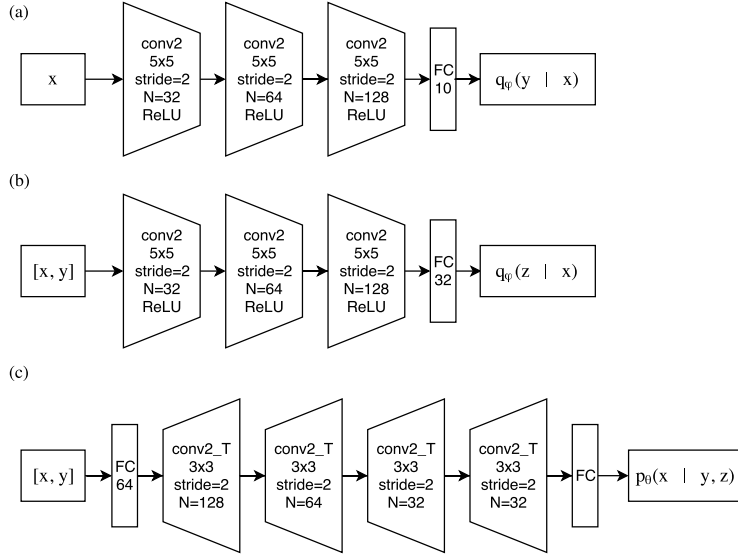 (a)
x
conv2
5x5
stride=2
N=32
ReLU
conv2
5x5
stride=2
N=64
ReLU
conv2
5x5
stride=2
N=128
ReLU
FC
10
qφ(y | x)
(b)
[x, y]
conv2
5x5
stride=2
N=32
ReLU
conv2
5x5
stride=2
N=64
ReLU
conv2
5x5
stride=2
N=128
ReLU
FC
32
qφ(z | x)
(c)
[x, y]
FC
64
conv2_T
3x3
stride=2
N=128
conv2_T
3x3
stride=2
N=64
conv2_T
3x3
stride=2
N=32
conv2_T
3x3
stride=2
N=32
FC
pθ(x | y, z)